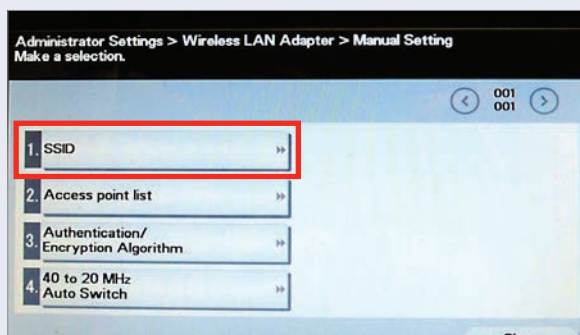 Administrator Settings > Wireless LAN Adapter > Manual Setting
Make a selection.
001
001
1. SSID
2. Access point list
3. Authentication/
Encryption Algorithm
4. 40 to 20 MHz
Auto Switch